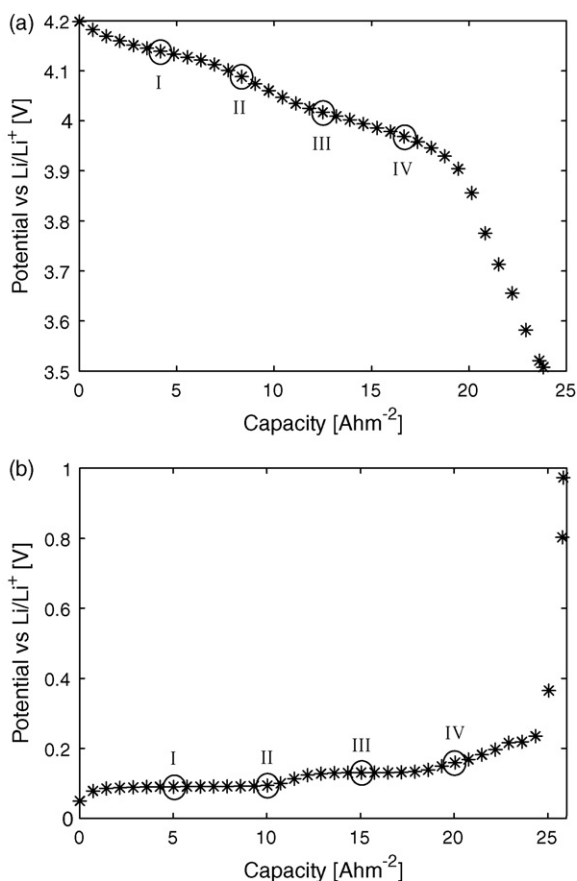 (a)
4.2
4.1
4
3.9
3.8
3.7
3.6
3.5
Potential vs Li/Li⁺ [V]
I
II
III
IV
0 5 10 15 20 25
Capacity [Ahm⁻²]
(b)
1
0.8
0.6
0.4
0.2
0
Potential vs Li/Li⁺ [V]
I
II
III
IV
0 5 10 15 20 25
Capacity [Ahm⁻²]